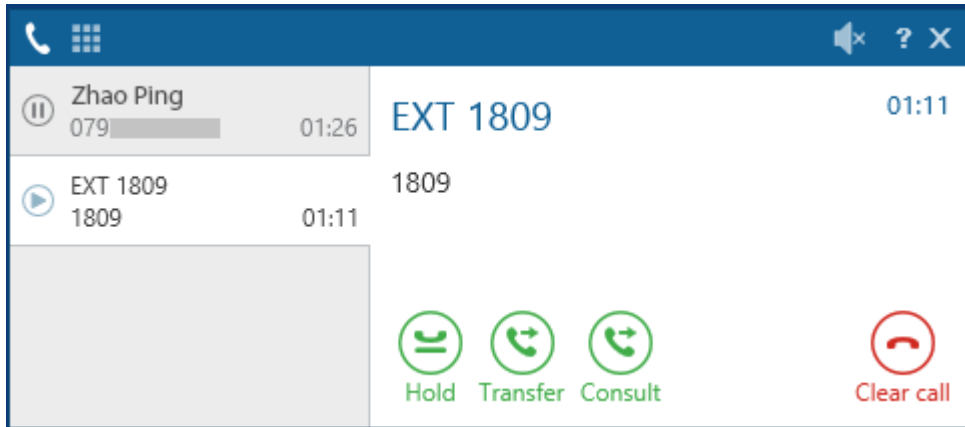 ?
Zhao Ping
079 01:26
EXT 1809
1809 01:11
EXT 1809 01:11
1809
Hold Transfer Consult Clear call